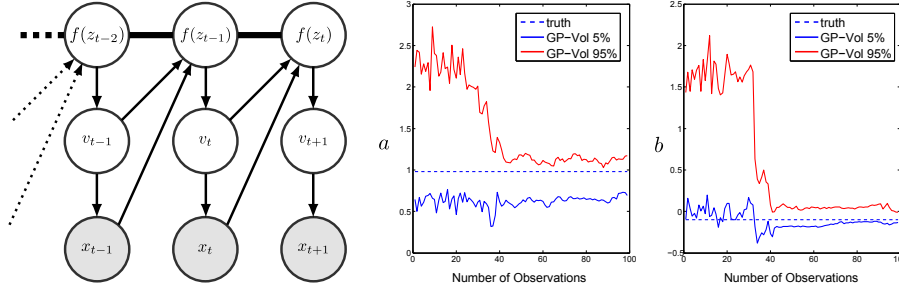 f(z_{t−2}) f(z_{t−1}) f(z_t)
v_{t−1} v_t v_{t+1}
x_{t−1} x_t x_{t+1}
3
2.5
2
1.5
1
0.5
0
a
truth
GP−Vol 5%
GP−Vol 95%
0 20 40 60 80 100
Number of Observations
2.5
2
1.5
1
0.5
0
−0.5
b
truth
GP−Vol 5%
GP−Vol 95%
0 20 40 60 80 100
Number of Observations